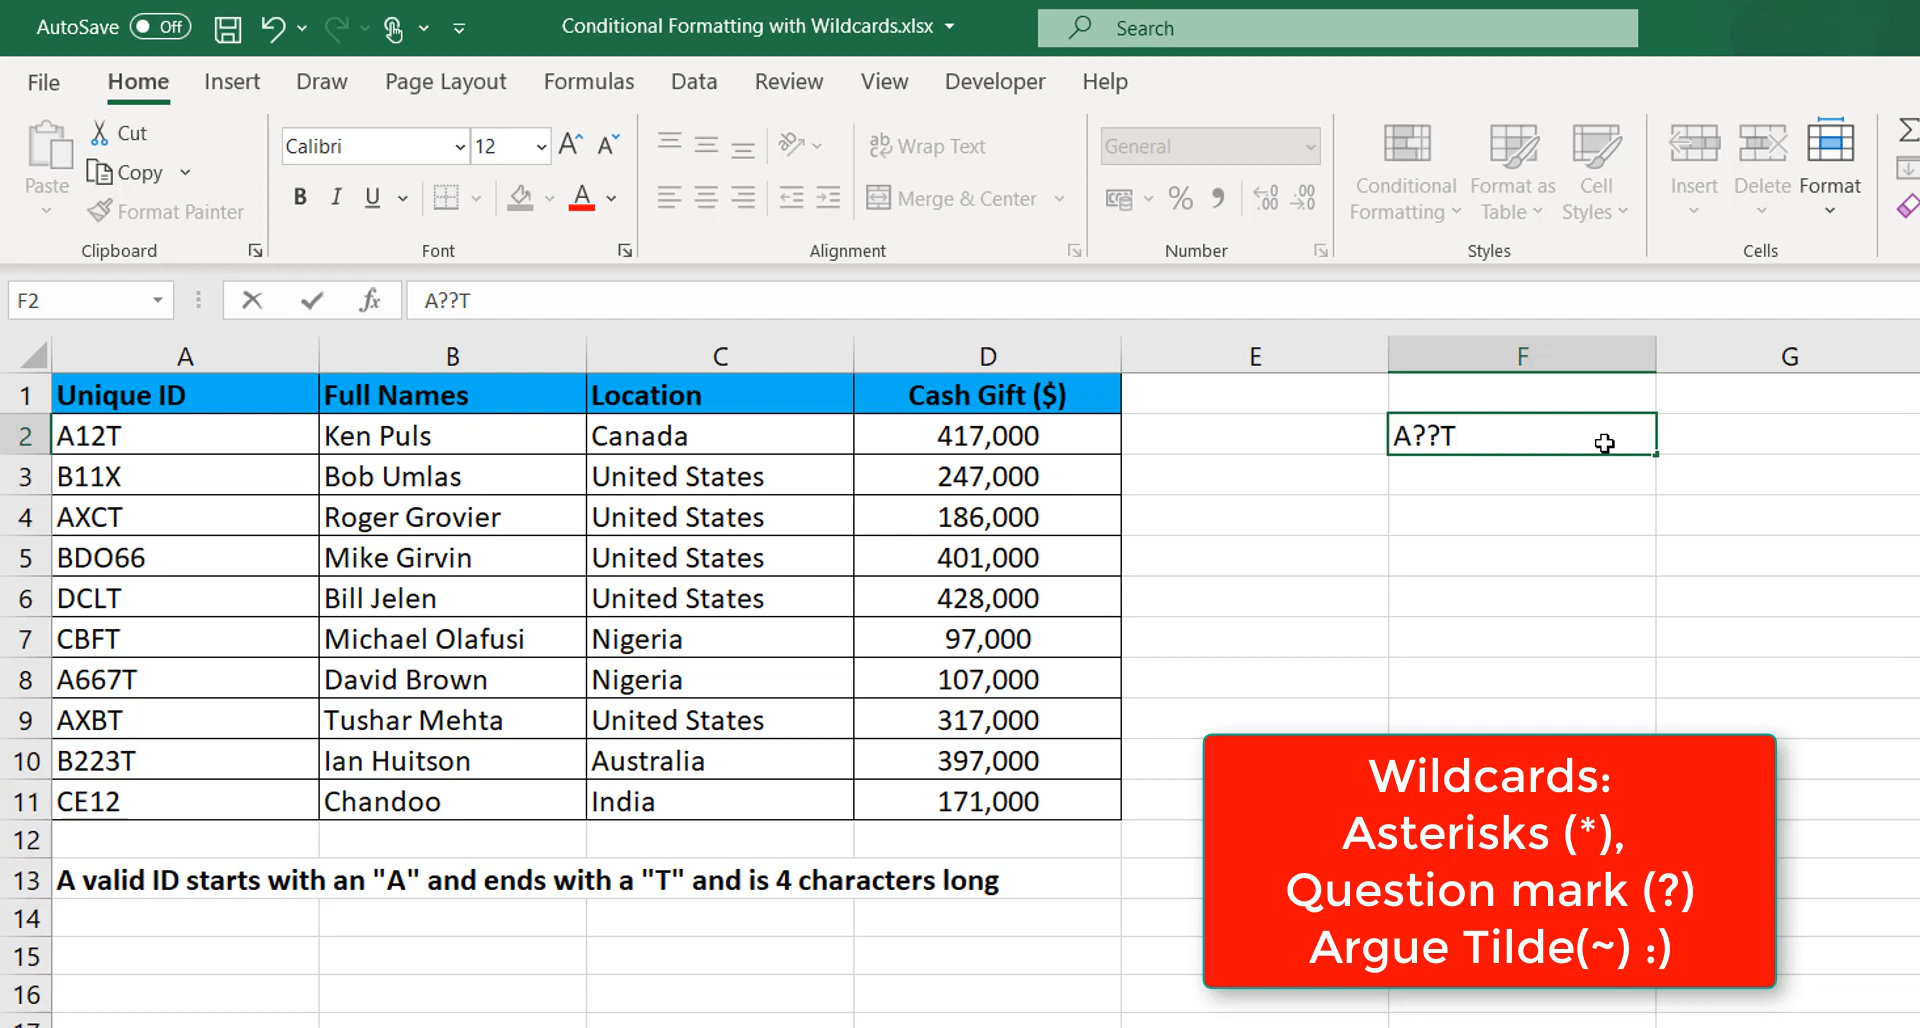 AutoSave Off Conditional Formatting with Wildcards.xlsx Search
File Home Insert Draw Page Layout Formulas Data Review View Developer Help
Paste Cut Copy Format Painter
Clipboard
Calibri 12 A^ Aˇ
B I U A
Font
ab Wrap Text
Merge & Center
Alignment
General
% 9 .00 .00
Number
Conditional Formatting Format as Table Cell Styles
Styles
Insert Delete Format
Cells
F2 fx A??T
A B C D E F G
1 Unique ID Full Names Location Cash Gift ($)
2 A12T Ken Puls Canada 417,000 A??T
3 B11X Bob Umlas United States 247,000
4 AXCT Roger Grovier United States 186,000
5 BDO66 Mike Girvin United States 401,000
6 DCLT Bill Jelen United States 428,000
7 CBFT Michael Olafusi Nigeria 97,000
8 A667T David Brown Nigeria 107,000
9 AXBT Tushar Mehta United States 317,000
10 B223T Ian Huitson Australia 397,000
11 CE12 Chandoo India 171,000
12
13 A valid ID starts with an "A" and ends with a "T" and is 4 characters long
14
15
16
17
Wildcards:
Asterisks (*),
Question mark (?)
Argue Tilde(~) :)